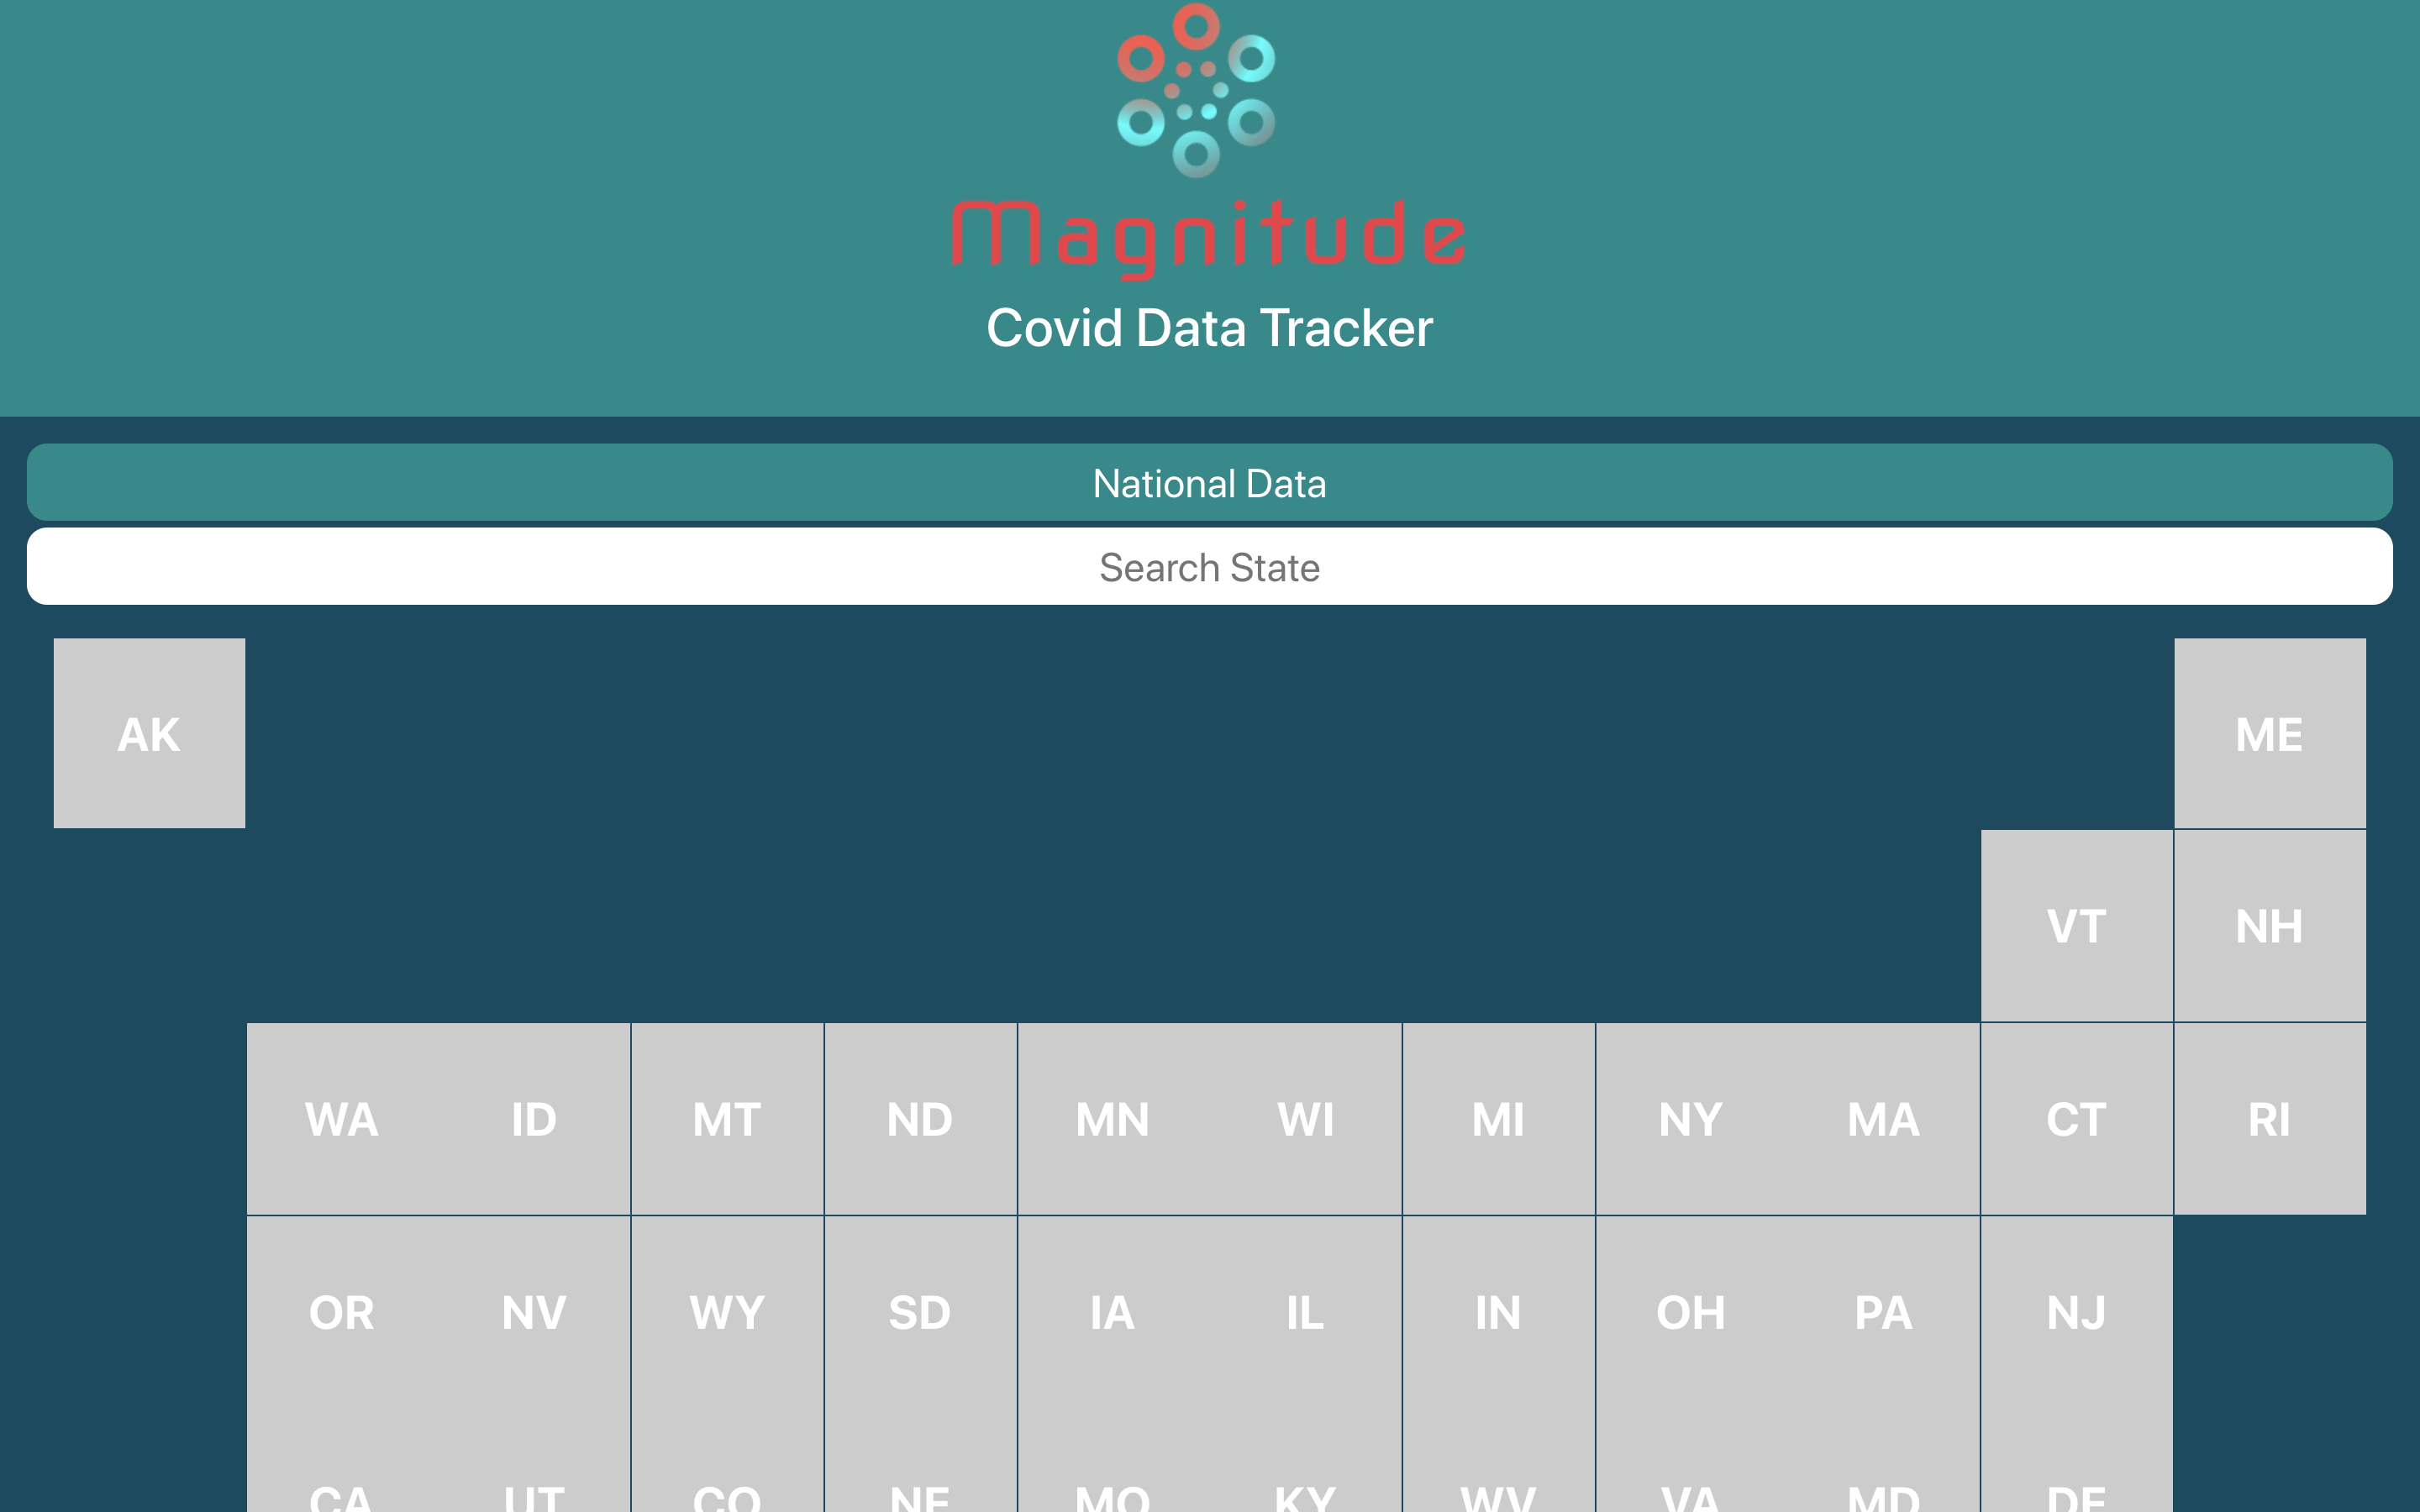 Magnitude
Covid Data Tracker
National Data
Search State
AK ME
VT NH
WA ID MT ND MN WI MI NY MA CT RI
OR NV WY SD IA IL IN OH PA NJ
CA UT CO NE MO KY WV VA MD DE